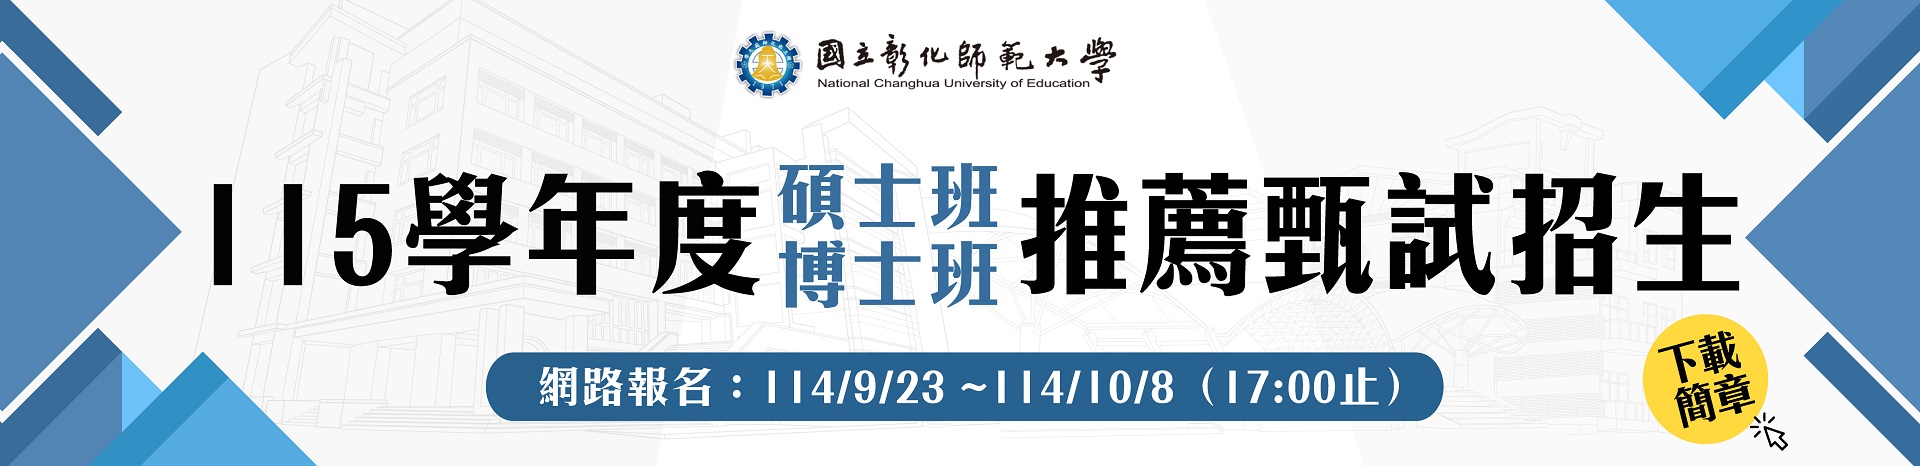 國立彰化師範大學
National Changhua University of Education
115學年度 碩士班 博士班 推薦甄試招生
網路報名：114/9/23 ~114/10/8（17:00止）
下載
簡章